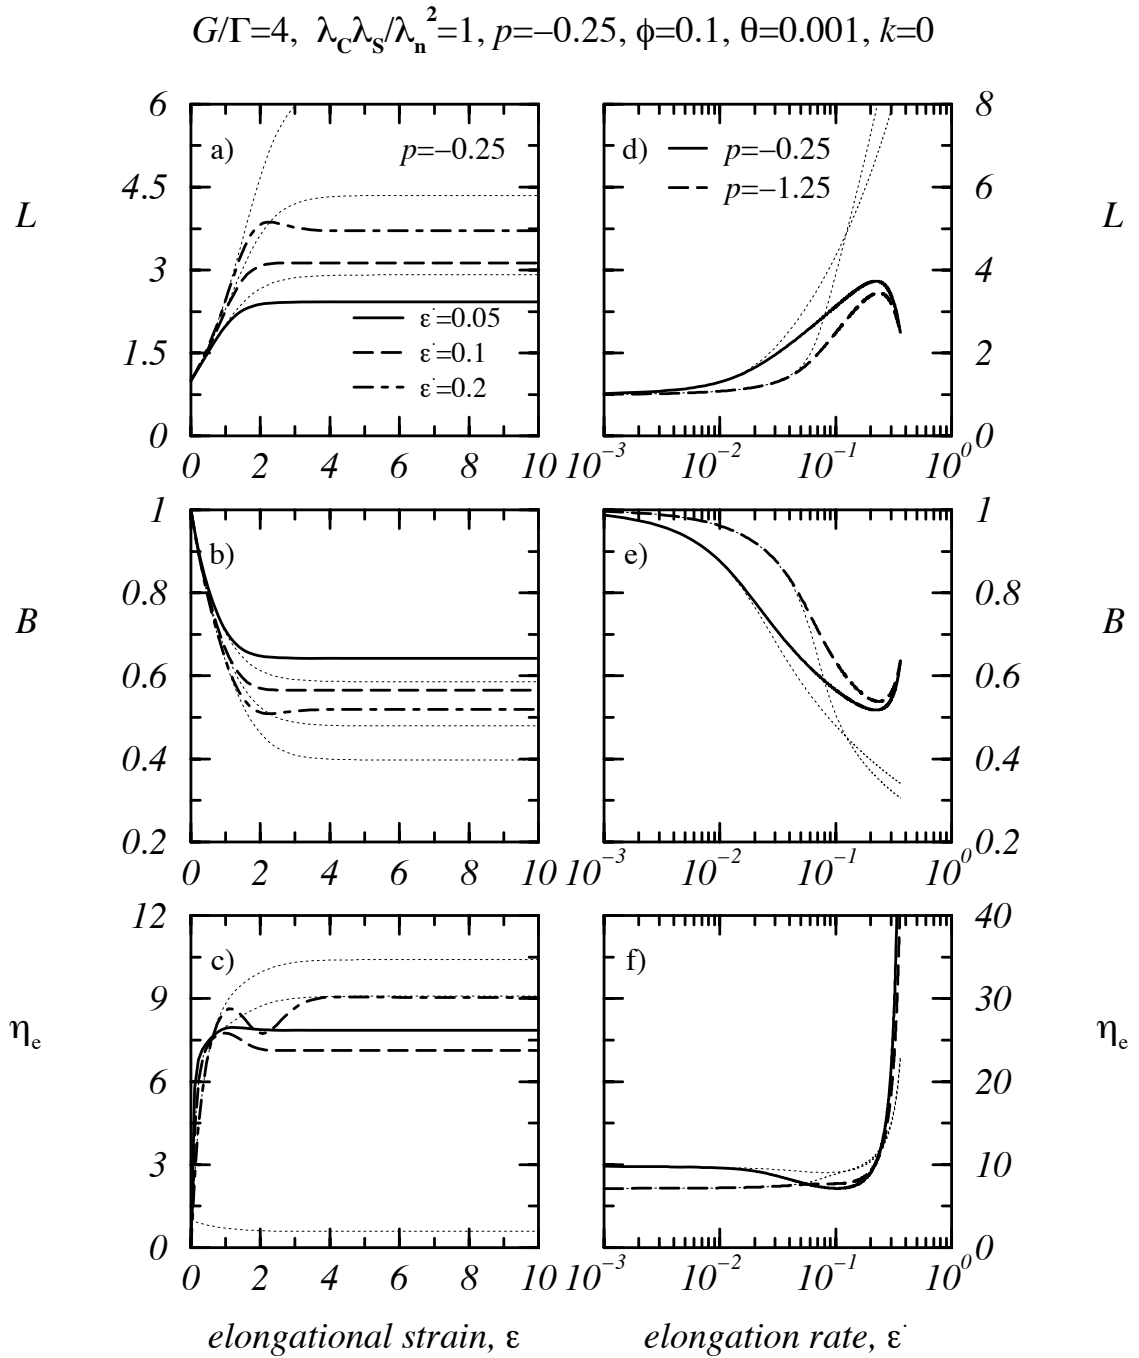 G/Γ=4, λ_Cλ_S/λ_n²=1, p=−0.25, ϕ=0.1, θ=0.001, k=0
6 8
a) p=−0.25 d) p=−0.25
4.5 p=−1.25 6
L L
3 4
ε̇=0.05
1.5 ε̇=0.1 2
ε̇=0.2
0 0
0 2 4 6 8 10 10⁻³ 10⁻² 10⁻¹ 10⁰
1 1
b) e)
0.8 0.8
B B
0.6 0.6
0.4 0.4
0.2 0.2
0 2 4 6 8 10 10⁻³ 10⁻² 10⁻¹ 10⁰
12 40
c) f)
9 30
η_e η_e
6 20
3 10
0 0
0 2 4 6 8 10 10⁻³ 10⁻² 10⁻¹ 10⁰
elongational strain, ε elongation rate, ε̇